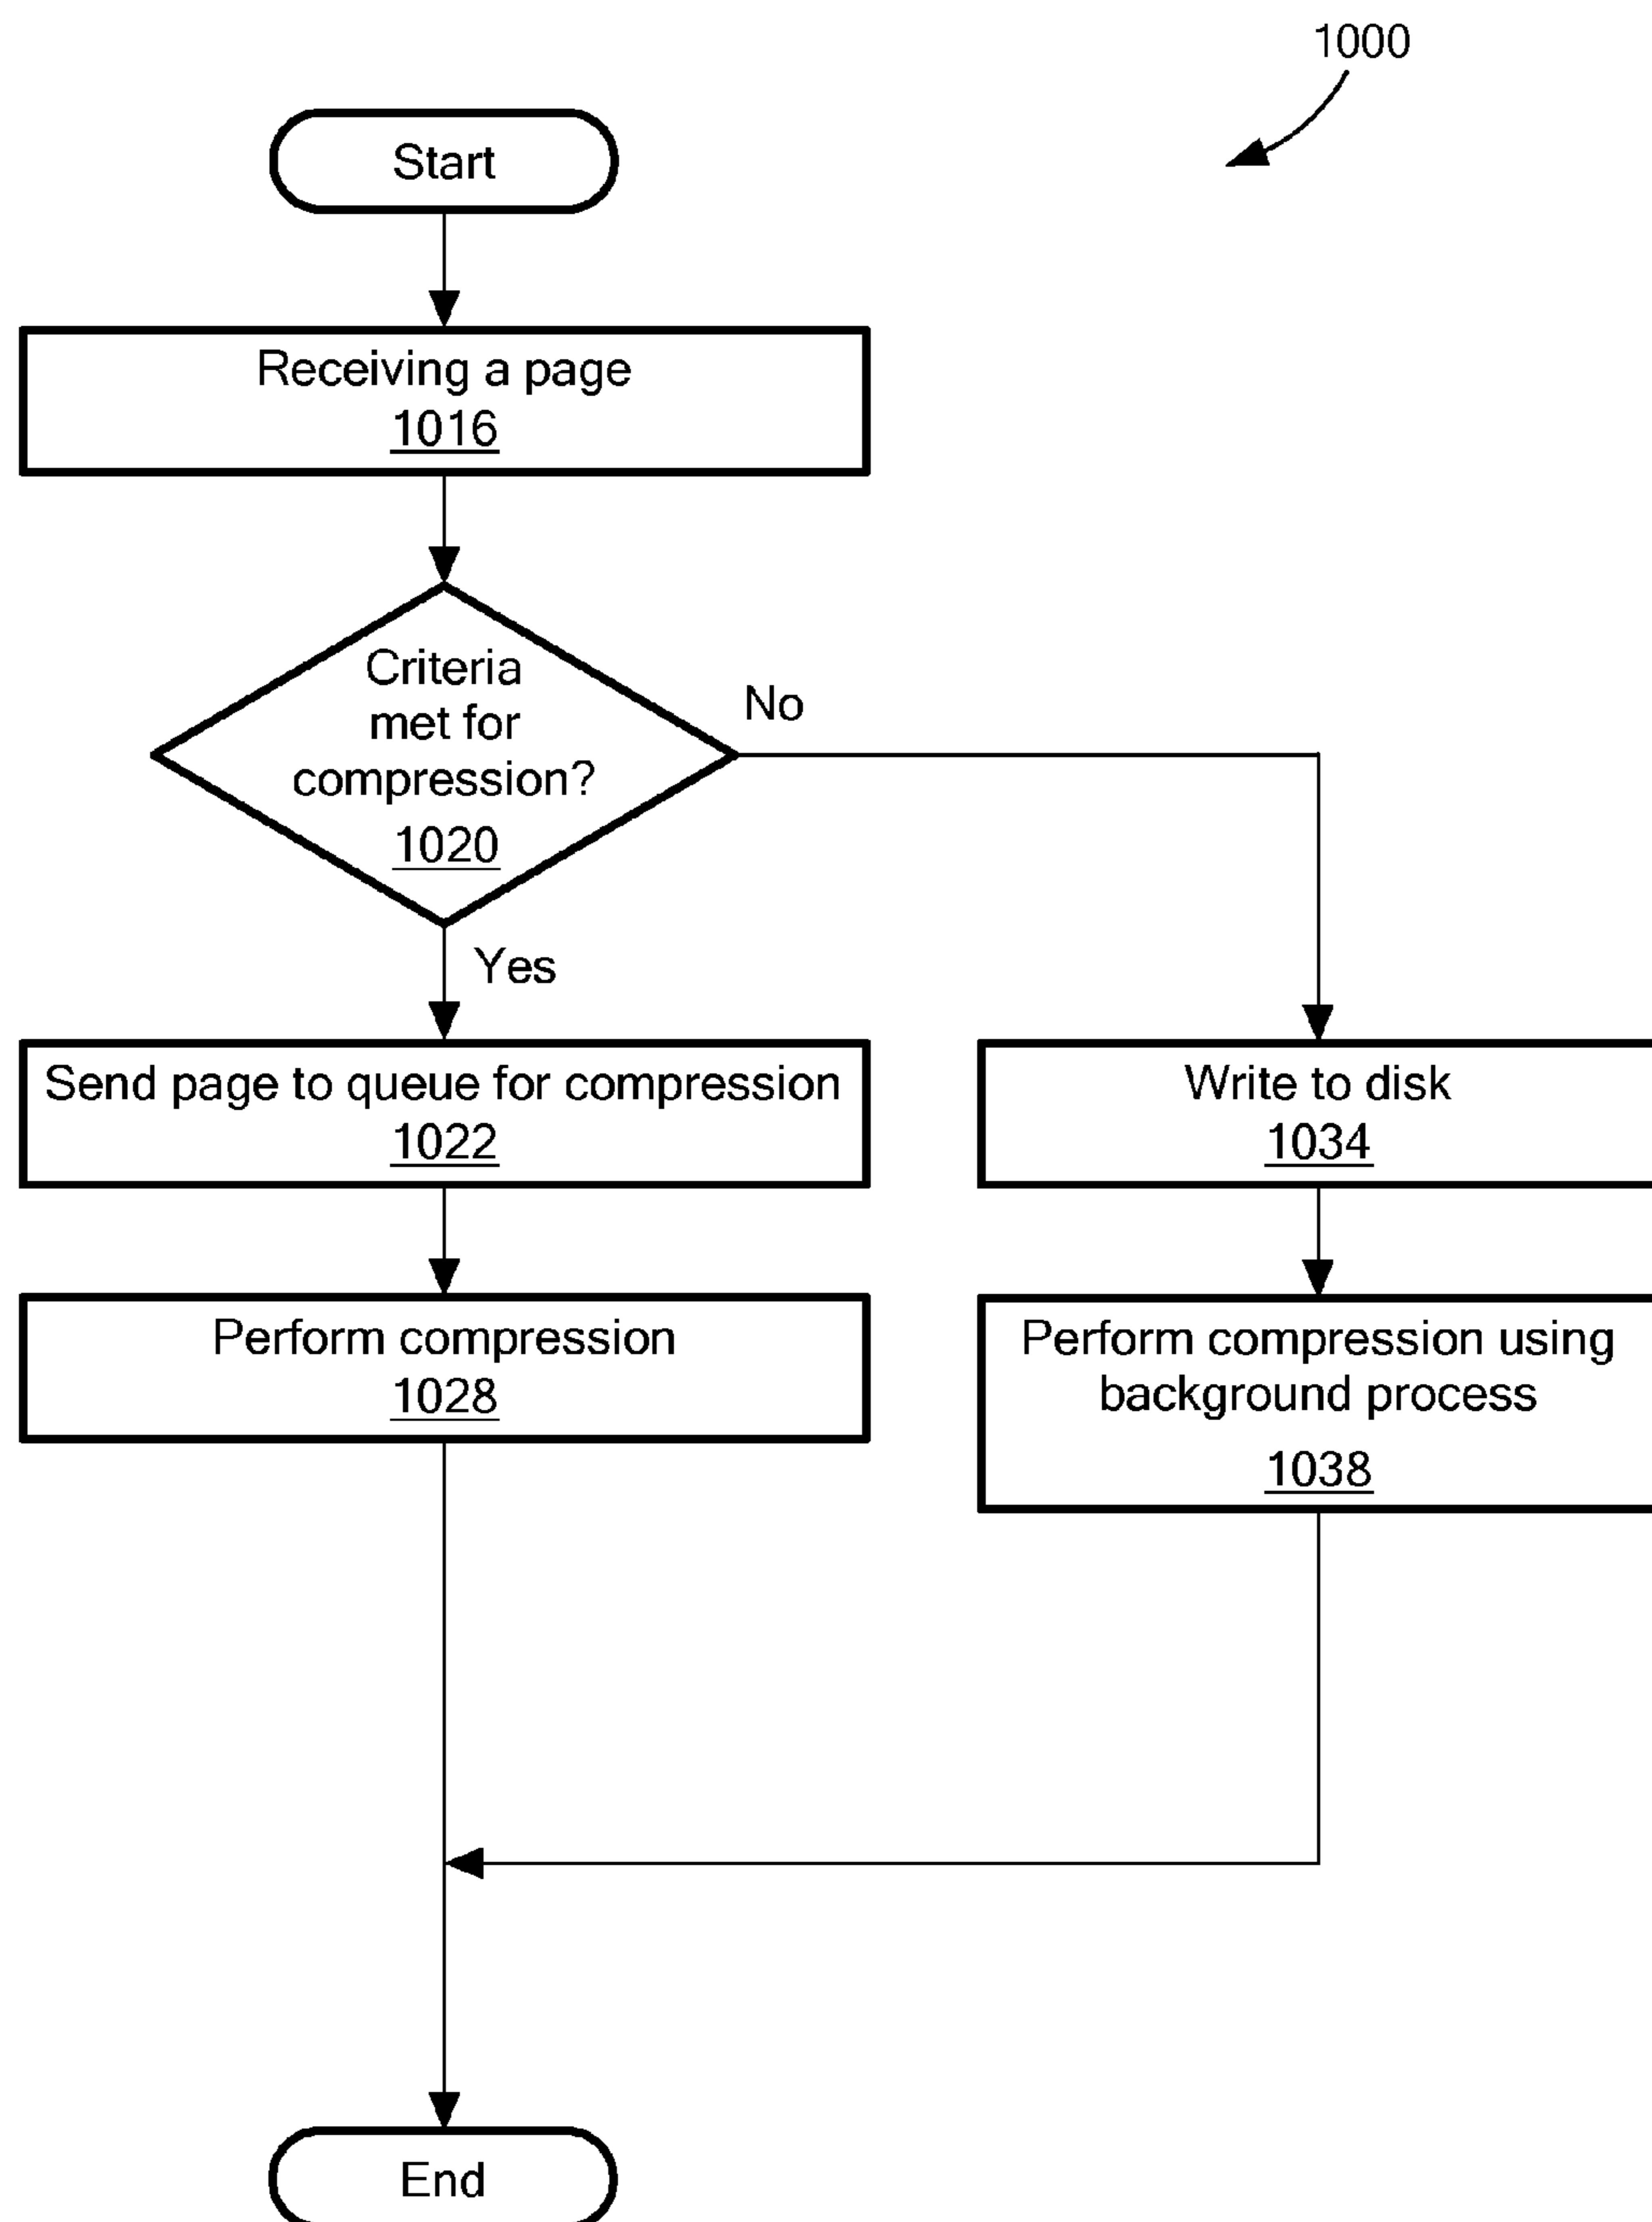 1000
Start
Receiving a page
1016
Criteria
met for
compression?
1020
No
Yes
Send page to queue for compression
1022
Write to disk
1034
Perform compression
1028
Perform compression using
background process
1038
End